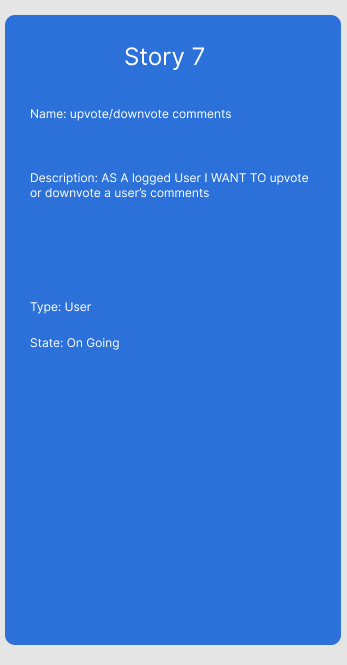 Story 7
Name: upvote/downvote comments
Description: AS A logged User I WANT TO upvote
or downvote a user’s comments
Type: User
State: On Going